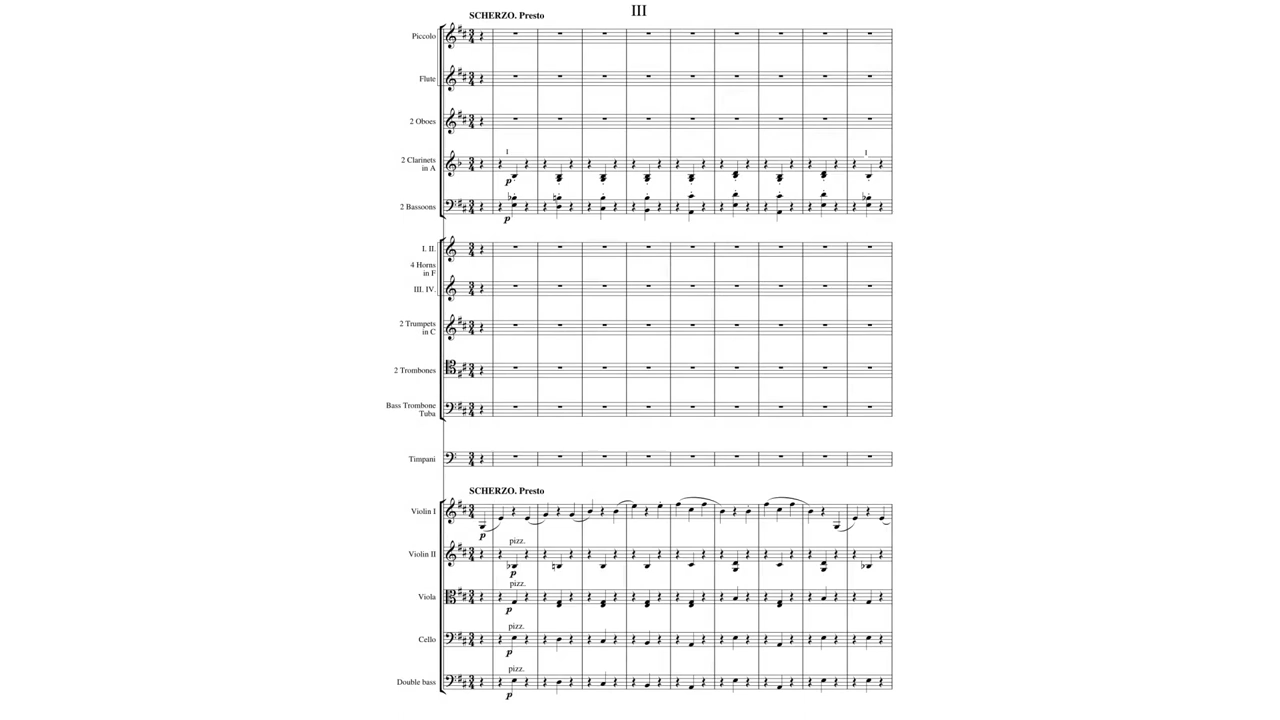 III
SCHERZO. Presto
Piccolo
Flute
2 Oboes
2 Clarinets
in A
I
I
p
2 Bassoons
p
I. II.
4 Horns
in F
III. IV.
2 Trumpets
in C
2 Trombones
Bass Trombone
Tuba
Timpani
SCHERZO. Presto
Violin I
p
pizz.
Violin II
p
pizz.
Viola
p
pizz.
Cello
p
pizz.
Double bass
p